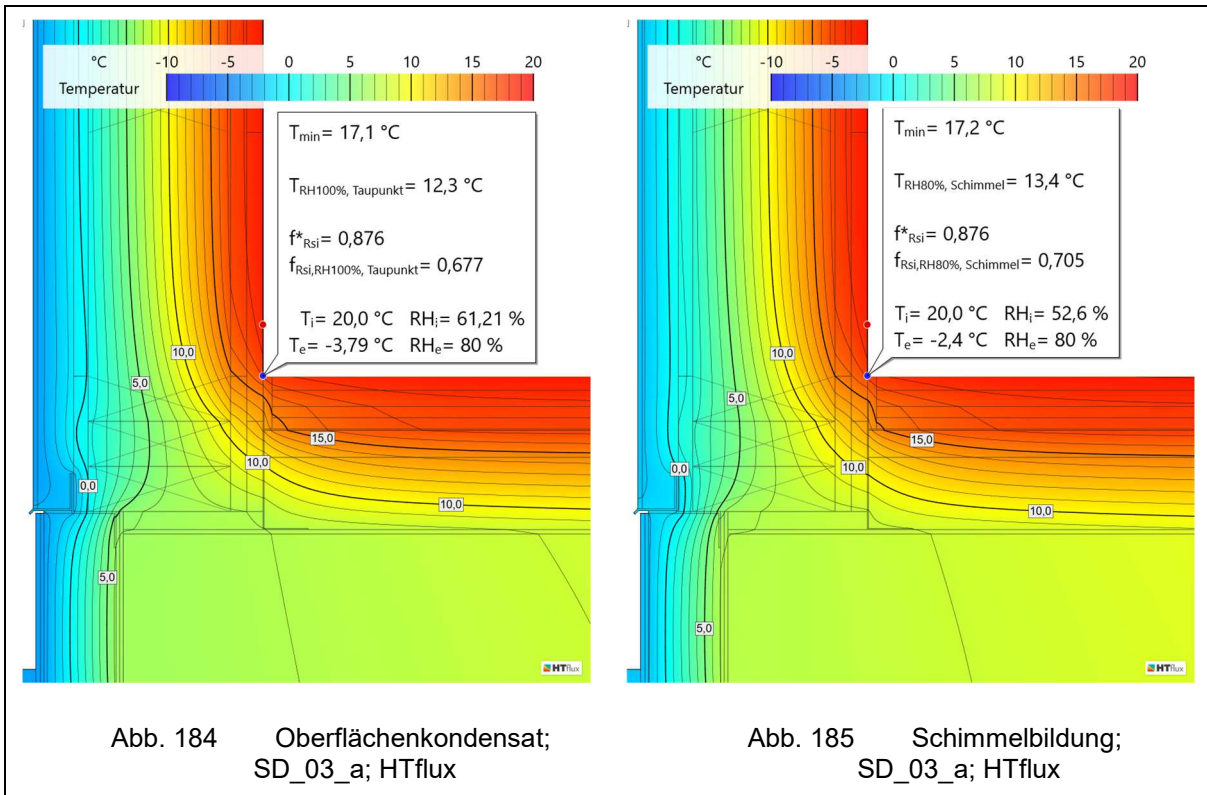 °C -10 -5 0 5 10 15 20
Temperatur
Tmin= 17,1 °C
TRH100%, Taupunkt= 12,3 °C
f*Rsi= 0,876
fRsi,RH100%, Taupunkt= 0,677
Ti= 20,0 °C RHi= 61,21 %
Te= -3,79 °C RHe= 80 %
10,0
5,0
15,0
10,0
0,0
10,0
5,0
HTflux
°C -10 -5 0 5 10 15 20
Temperatur
Tmin= 17,2 °C
TRH80%, Schimmel= 13,4 °C
f*Rsi= 0,876
fRsi,RH80%, Schimmel= 0,705
Ti= 20,0 °C RHi= 52,6 %
Te= -2,4 °C RHe= 80 %
10,0
5,0
15,0
10,0
0,0
10,0
5,0
HTflux
Abb. 184 Oberflächenkondensat;
SD_03_a; HTflux
Abb. 185 Schimmelbildung;
SD_03_a; HTflux